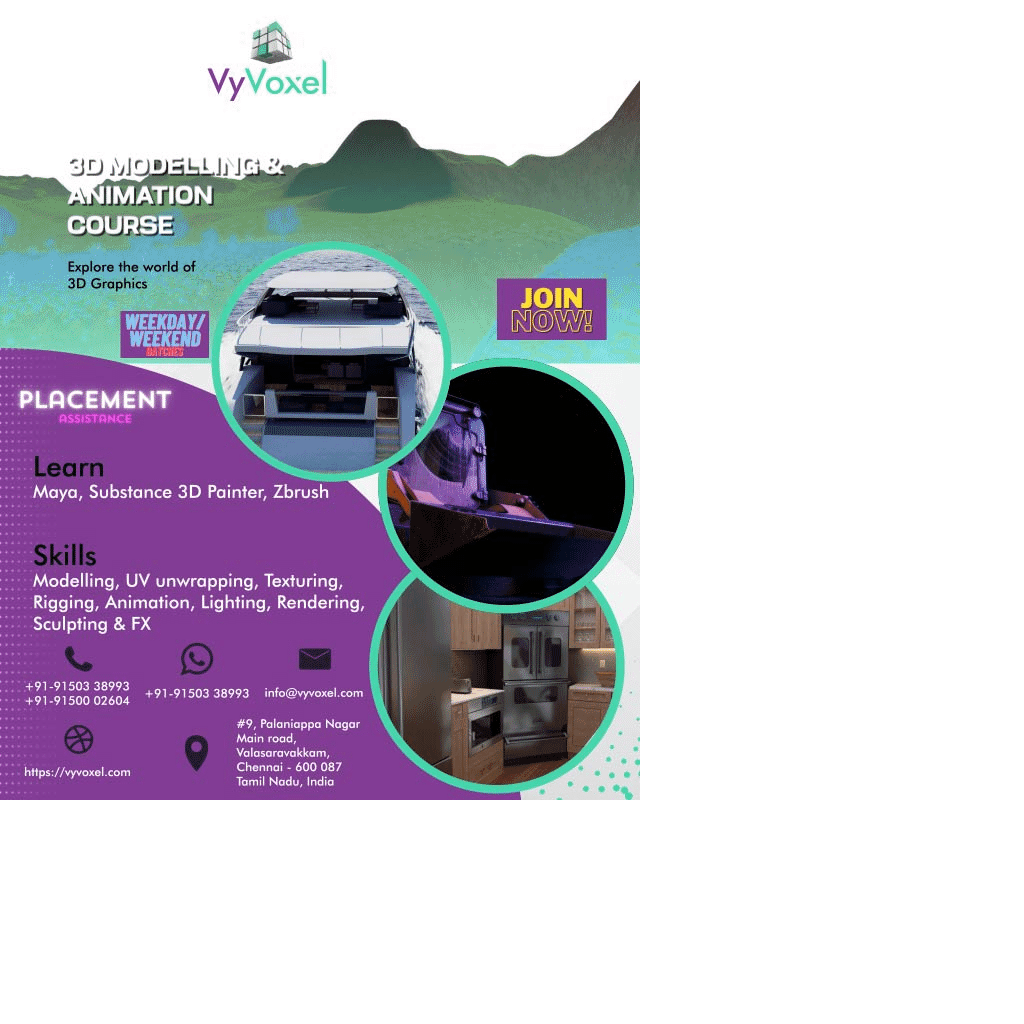 VyVoxel
3D MODELLING &
ANIMATION
COURSE
Explore the world of
3D Graphics
WEEKDAY/
WEEKEND
BATCHES
JOIN
NOW!
PLACEMENT
ASSISTANCE
Learn
Maya, Substance 3D Painter, Zbrush
Skills
Modelling, UV unwrapping, Texturing,
Rigging, Animation, Lighting, Rendering,
Sculpting & FX
+91-91503 38993
+91-91500 02604
+91-91503 38993
info@vyvoxel.com
https://vyvoxel.com
#9, Palaniappa Nagar
Main road,
Valasaravakkam,
Chennai - 600 087
Tamil Nadu, India